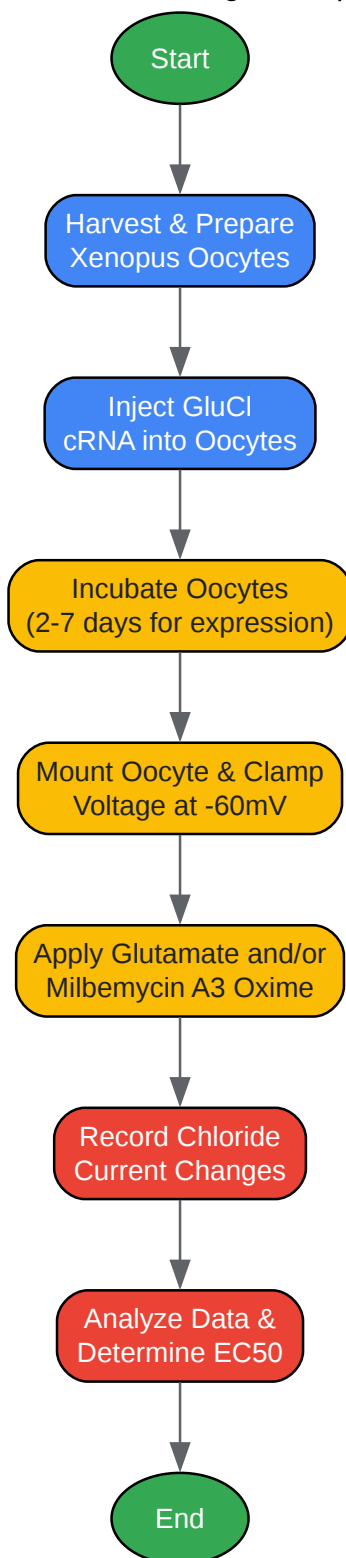 Start
Harvest & Prepare
Xenopus Oocytes
Inject GluCl
cRNA into Oocytes
Incubate Oocytes
(2-7 days for expression)
Mount Oocyte & Clamp
Voltage at -60mV
Apply Glutamate and/or
Milbemycin A3 Oxime
Record Chloride
Current Changes
Analyze Data &
Determine EC50
End